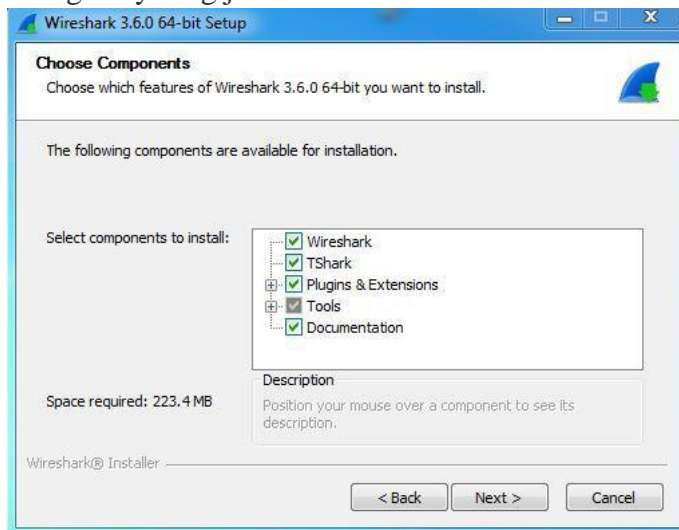 Wireshark 3.6.0 64-bit Setup
Choose Components
Choose which features of Wireshark 3.6.0 64-bit you want to install.
The following components are available for installation.
Select components to install:
Wireshark
TShark
Plugins & Extensions
Tools
Documentation
Space required: 223.4 MB
Description
Position your mouse over a component to see its
description.
Wireshark® Installer
< Back
Next >
Cancel